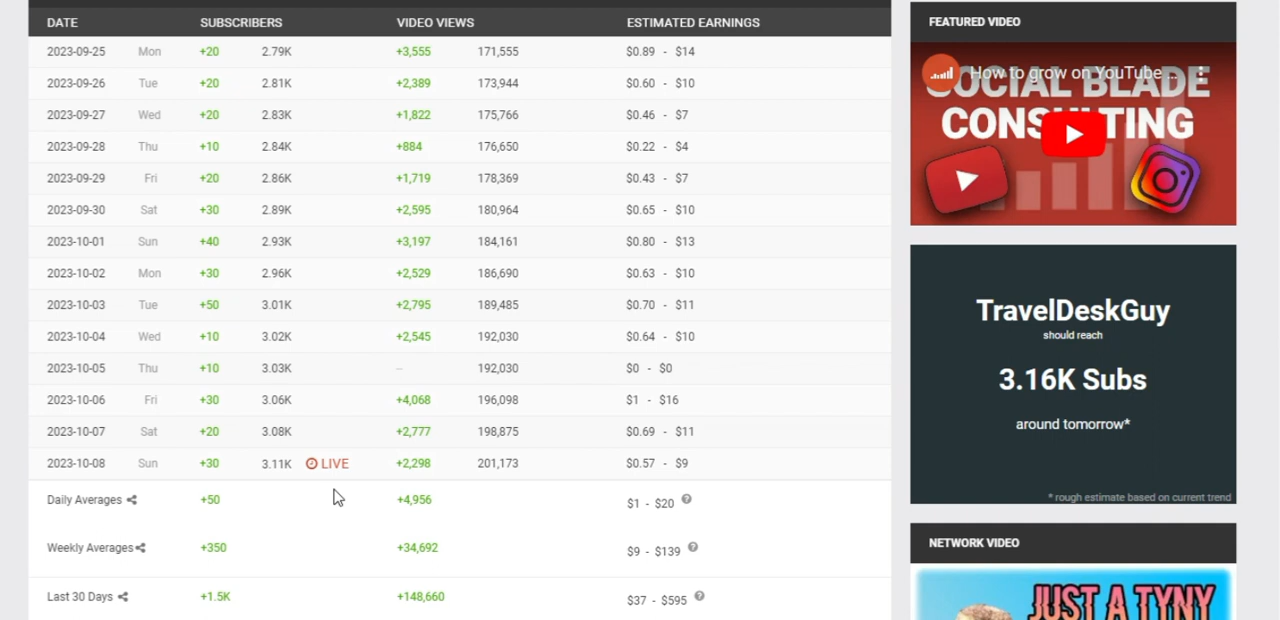 DATE SUBSCRIBERS VIDEO VIEWS ESTIMATED EARNINGS
2023-09-25 Mon +20 2.79K +3,555 171,555 $0.89 - $14
2023-09-26 Tue +20 2.81K +2,389 173,944 $0.60 - $10
2023-09-27 Wed +20 2.83K +1,822 175,766 $0.46 - $7
2023-09-28 Thu +10 2.84K +884 176,650 $0.22 - $4
2023-09-29 Fri +20 2.86K +1,719 178,369 $0.43 - $7
2023-09-30 Sat +30 2.89K +2,595 180,964 $0.65 - $10
2023-10-01 Sun +40 2.93K +3,197 184,161 $0.80 - $13
2023-10-02 Mon +30 2.96K +2,529 186,690 $0.63 - $10
2023-10-03 Tue +50 3.01K +2,795 189,485 $0.70 - $11
2023-10-04 Wed +10 3.02K +2,545 192,030 $0.64 - $10
2023-10-05 Thu +10 3.03K -- 192,030 $0 - $0
2023-10-06 Fri +30 3.06K +4,068 196,098 $1 - $16
2023-10-07 Sat +20 3.08K +2,777 198,875 $0.69 - $11
2023-10-08 Sun +30 3.11K LIVE +2,298 201,173 $0.57 - $9
Daily Averages +50 +4,956 $1 - $20
Weekly Averages +350 +34,692 $9 - $139
Last 30 Days +1.5K +148,660 $37 - $595
FEATURED VIDEO
How to grow on YouTube ...
SOCIAL BLADE
CONSULTING
TravelDeskGuy
should reach
3.16K Subs
around tomorrow*
* rough estimate based on current trend
NETWORK VIDEO
JUST A TYNY